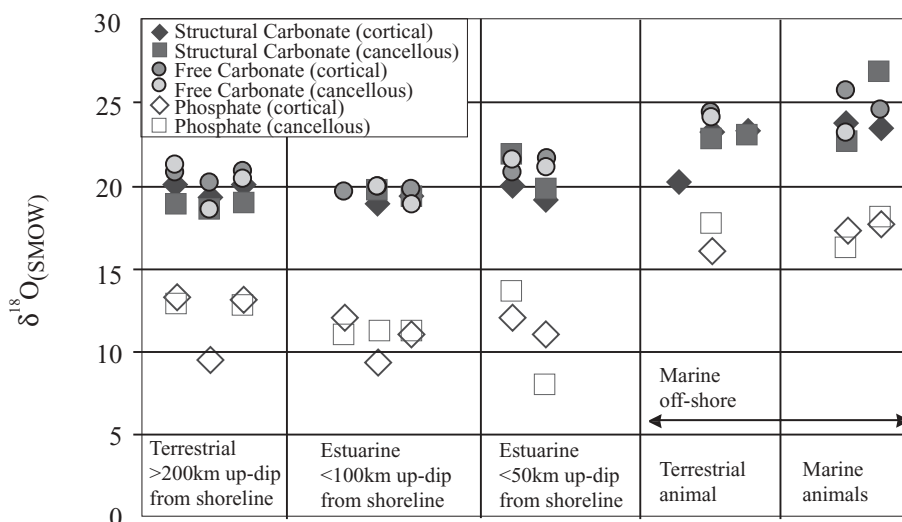 30
25
20
15
10
5
0
δ18O(SMOW)
Structural Carbonate (cortical)
Structural Carbonate (cancellous)
Free Carbonate (cortical)
Free Carbonate (cancellous)
Phosphate (cortical)
Phosphate (cancellous)
Marine
off-shore
Terrestrial
>200km up-dip
from shoreline
Estuarine
<100km up-dip
from shoreline
Estuarine
<50km up-dip
from shoreline
Terrestrial
animal
Marine
animals